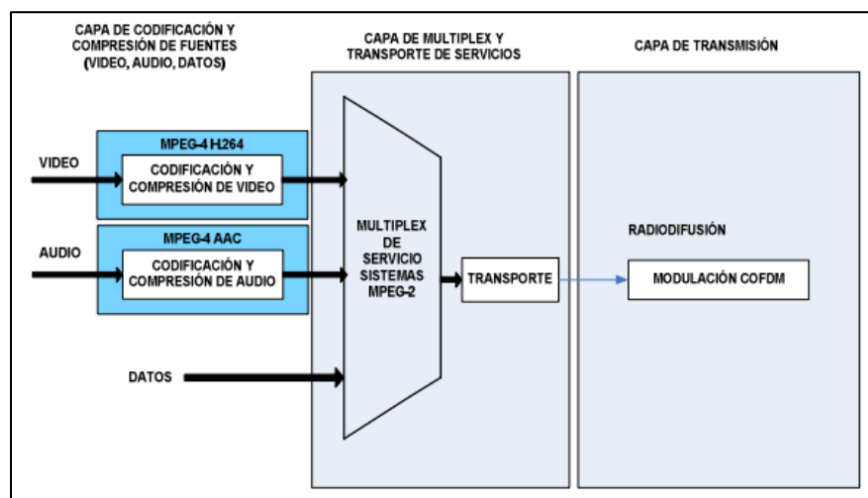 CAPA DE CODIFICACIÓN Y
COMPRESIÓN DE FUENTES
(VIDEO, AUDIO, DATOS)
CAPA DE MULTIPLEX Y
TRANSPORTE DE SERVICIOS
CAPA DE TRANSMISIÓN
VIDEO
MPEG-4 H.264
CODIFICACIÓN Y
COMPRESIÓN DE VIDEO
AUDIO
MPEG-4 AAC
CODIFICACIÓN Y
COMPRESIÓN DE AUDIO
DATOS
MULTIPLEX
DE
SERVICIO
SISTEMAS
MPEG-2
TRANSPORTE
RADIODIFUSIÓN
MODULACIÓN COFDM